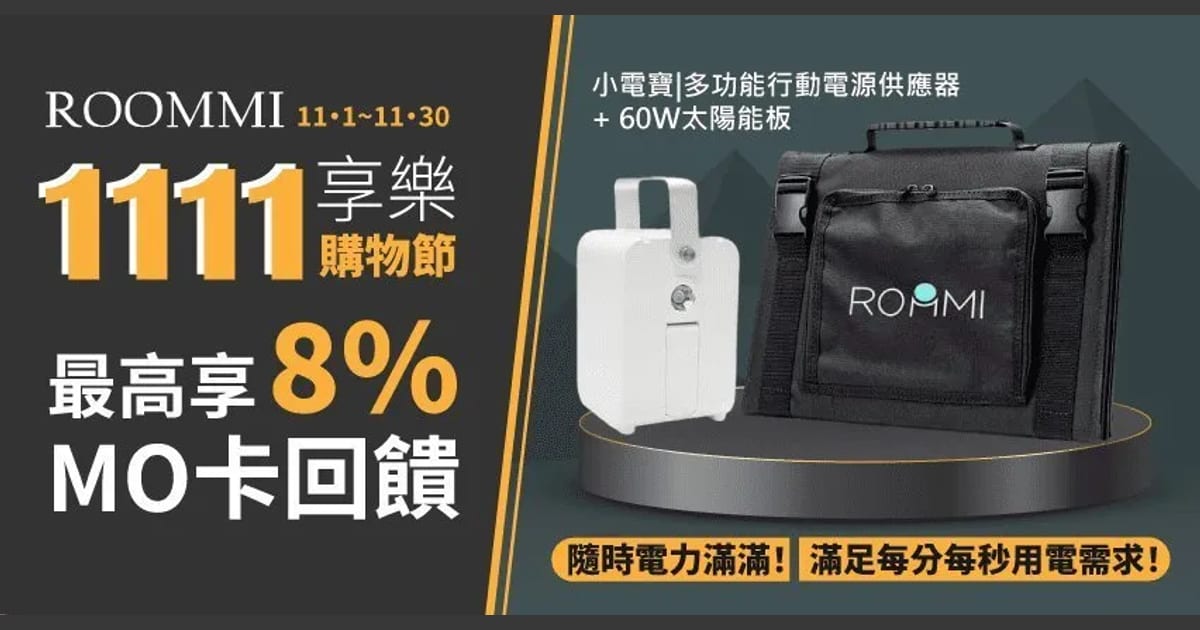 ROOMMI 11•1~11•30
1111 享樂
購物節
最高享 8%
MO卡回饋
小電寶|多功能行動電源供應器
+ 60W太陽能板
ROMMI
隨時電力滿滿! 滿足每分每秒用電需求!